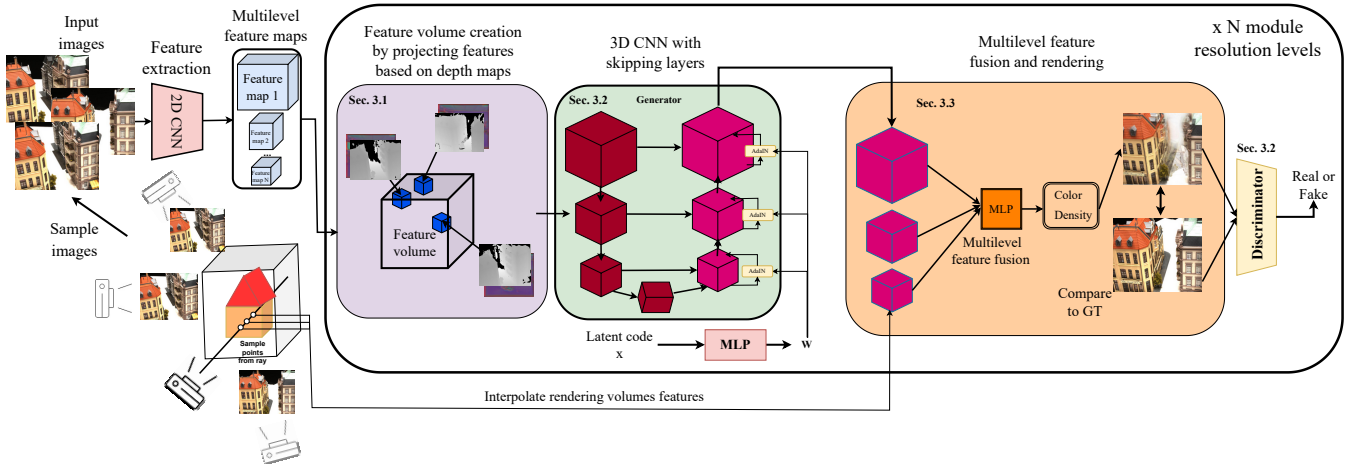 Input
images
Feature
extraction
2D CNN
Multilevel
feature maps
Feature
map 1
Feature
map 2
...
Feature
map N
Sample
images
Sample
points
from ray
Feature volume creation
by projecting features
based on depth maps
Sec. 3.1
Feature
volume
3D CNN with
skipping layers
Sec. 3.2
Generator
AdaIN
AdaIN
AdaIN
Latent code
x
MLP
w
Interpolate rendering volumes features
Multilevel feature
fusion and rendering
Sec. 3.3
MLP
Multilevel
feature fusion
Color
Density
Compare
to GT
x N module
resolution levels
Sec. 3.2
Discriminator
Real or
Fake